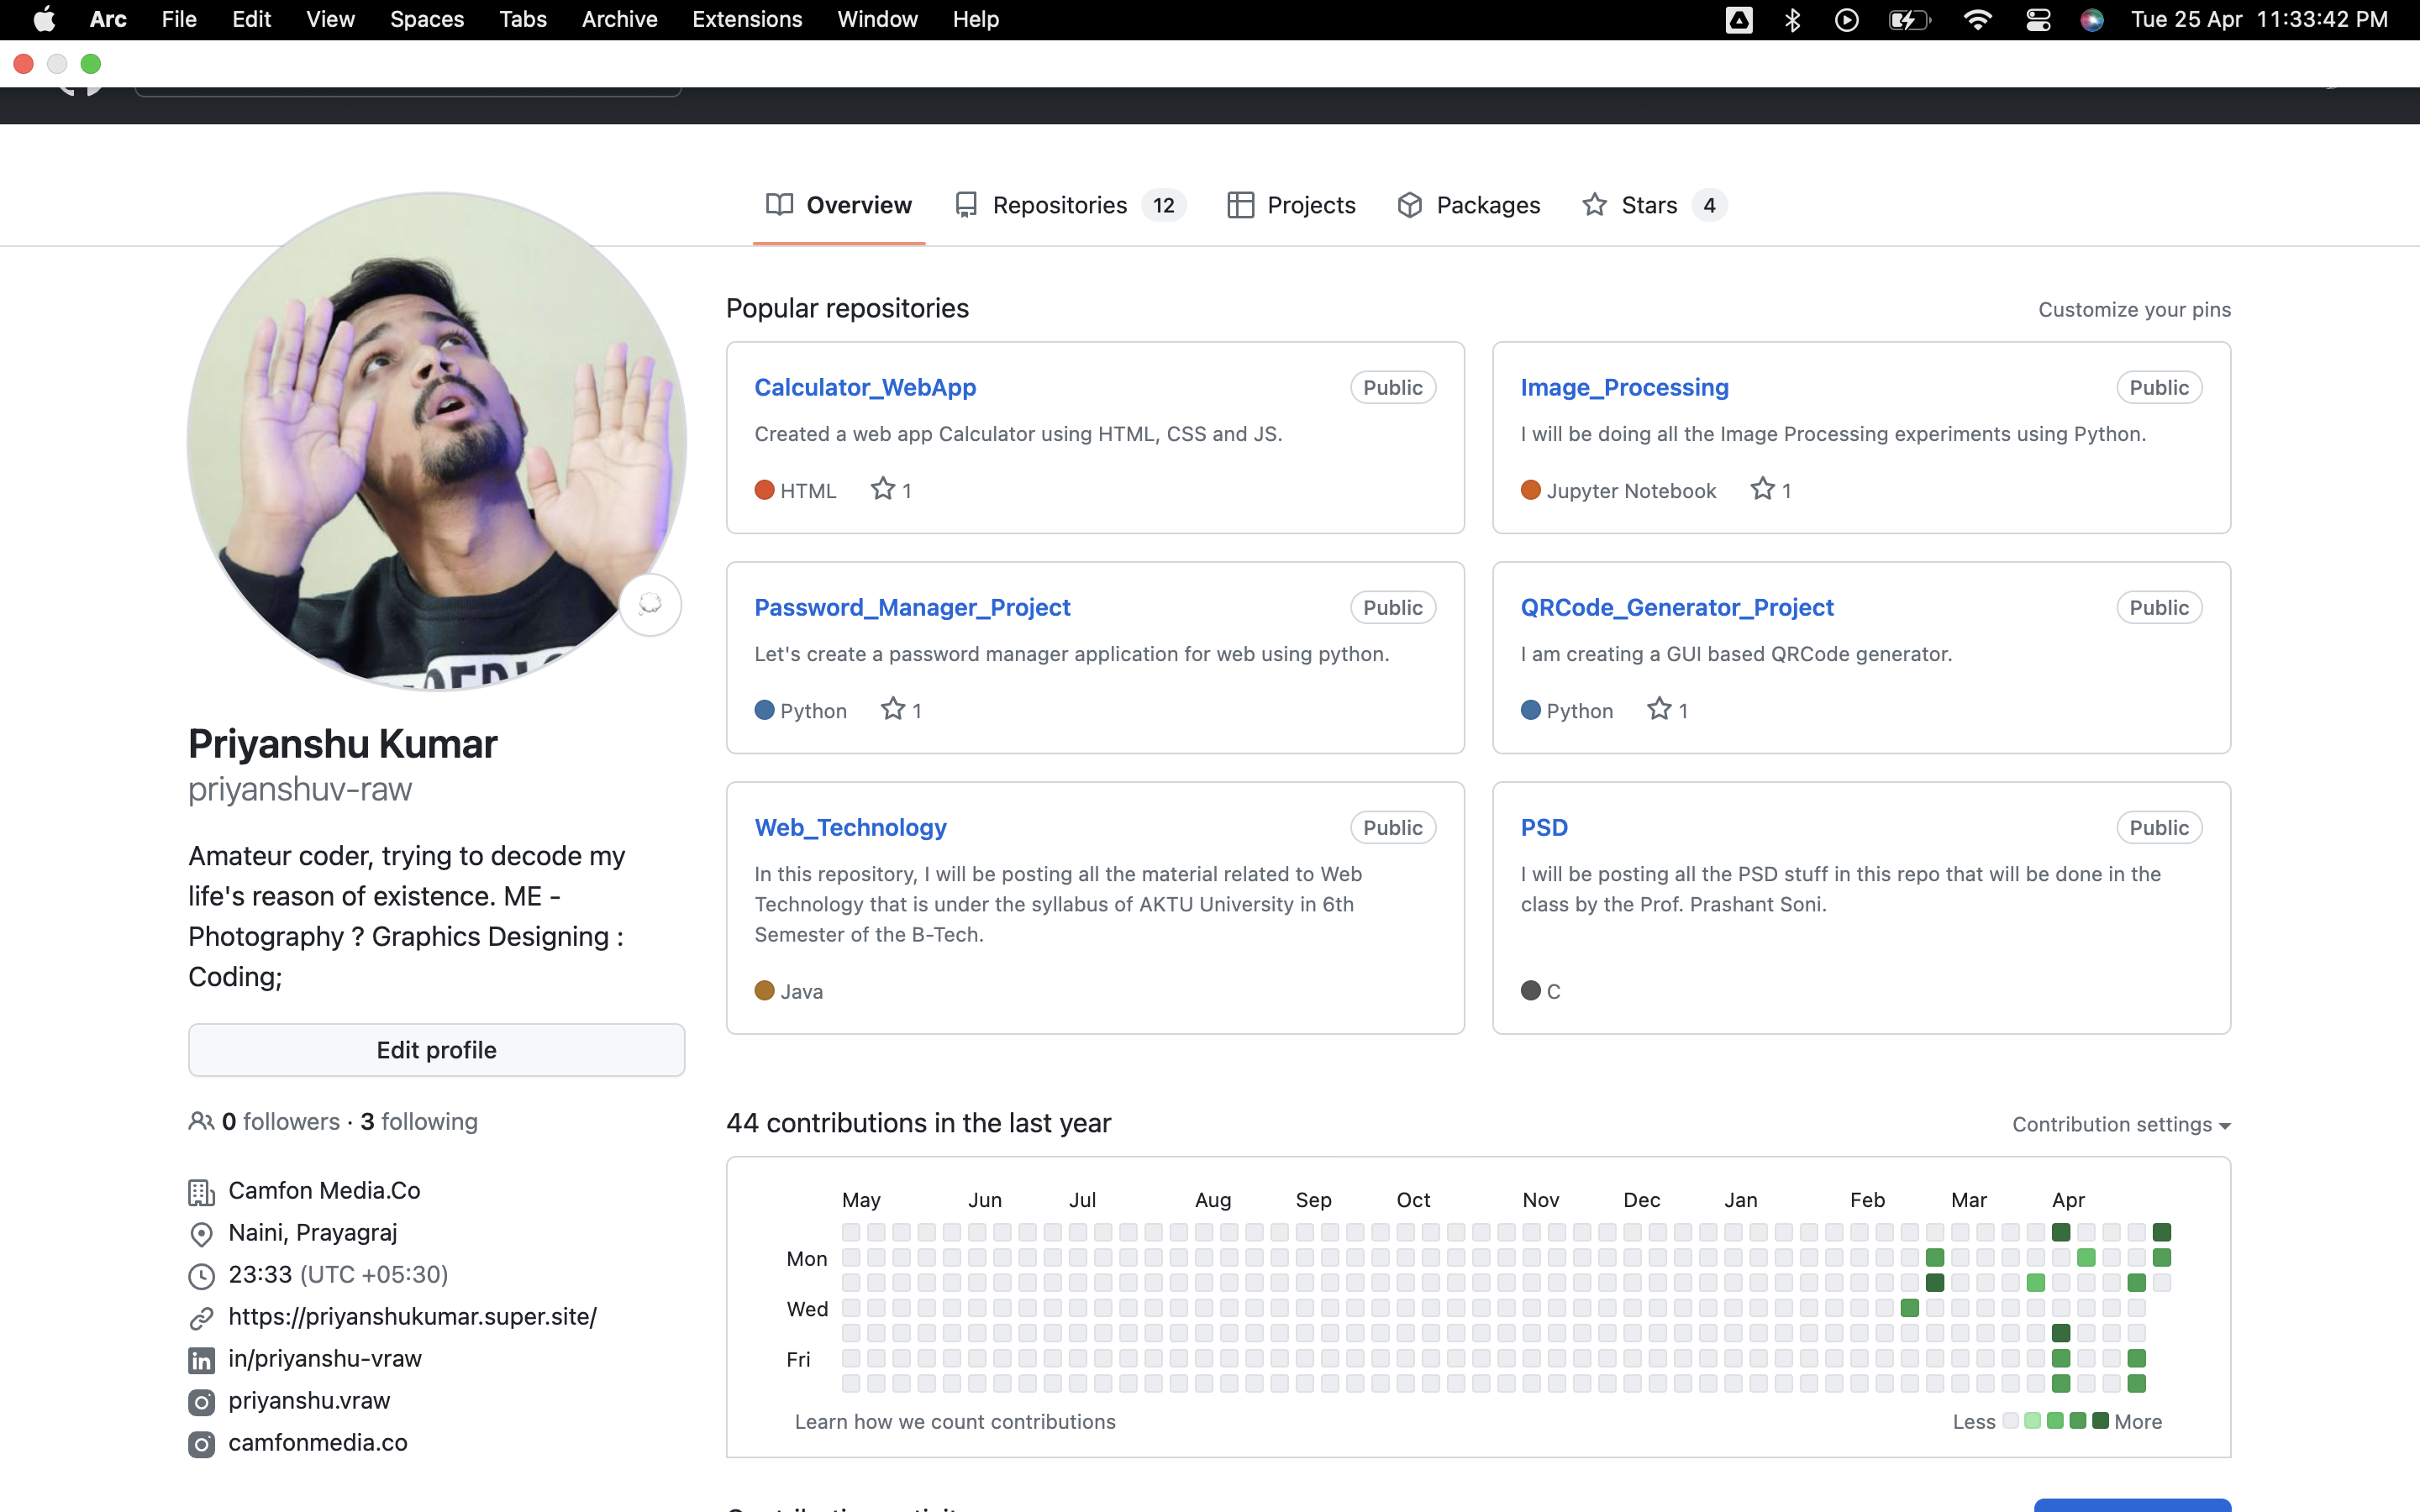 Arc File Edit View Spaces Tabs Archive Extensions Window Help Tue 25 Apr 11:33:42 PM
Overview Repositories 12 Projects Packages Stars 4
Popular repositories Customize your pins
Calculator_WebApp Public
Created a web app Calculator using HTML, CSS and JS.
HTML 1
Image_Processing Public
I will be doing all the Image Processing experiments using Python.
Jupyter Notebook 1
Password_Manager_Project Public
Let's create a password manager application for web using python.
Python 1
QRCode_Generator_Project Public
I am creating a GUI based QRCode generator.
Python 1
Web_Technology Public
In this repository, I will be posting all the material related to Web
Technology that is under the syllabus of AKTU University in 6th
Semester of the B-Tech.
Java
PSD Public
I will be posting all the PSD stuff in this repo that will be done in the
class by the Prof. Prashant Soni.
C
Priyanshu Kumar
priyanshuv-raw
Amateur coder, trying to decode my
life's reason of existence. ME -
Photography ? Graphics Designing :
Coding;
Edit profile
0 followers · 3 following
Camfon Media.Co
Naini, Prayagraj
23:33 (UTC +05:30)
https://priyanshukumar.super.site/
in/priyanshu-vraw
priyanshu.vraw
camfonmedia.co
44 contributions in the last year Contribution settings
May Jun Jul Aug Sep Oct Nov Dec Jan Feb Mar Apr
Mon
Wed
Fri
Learn how we count contributions Less More